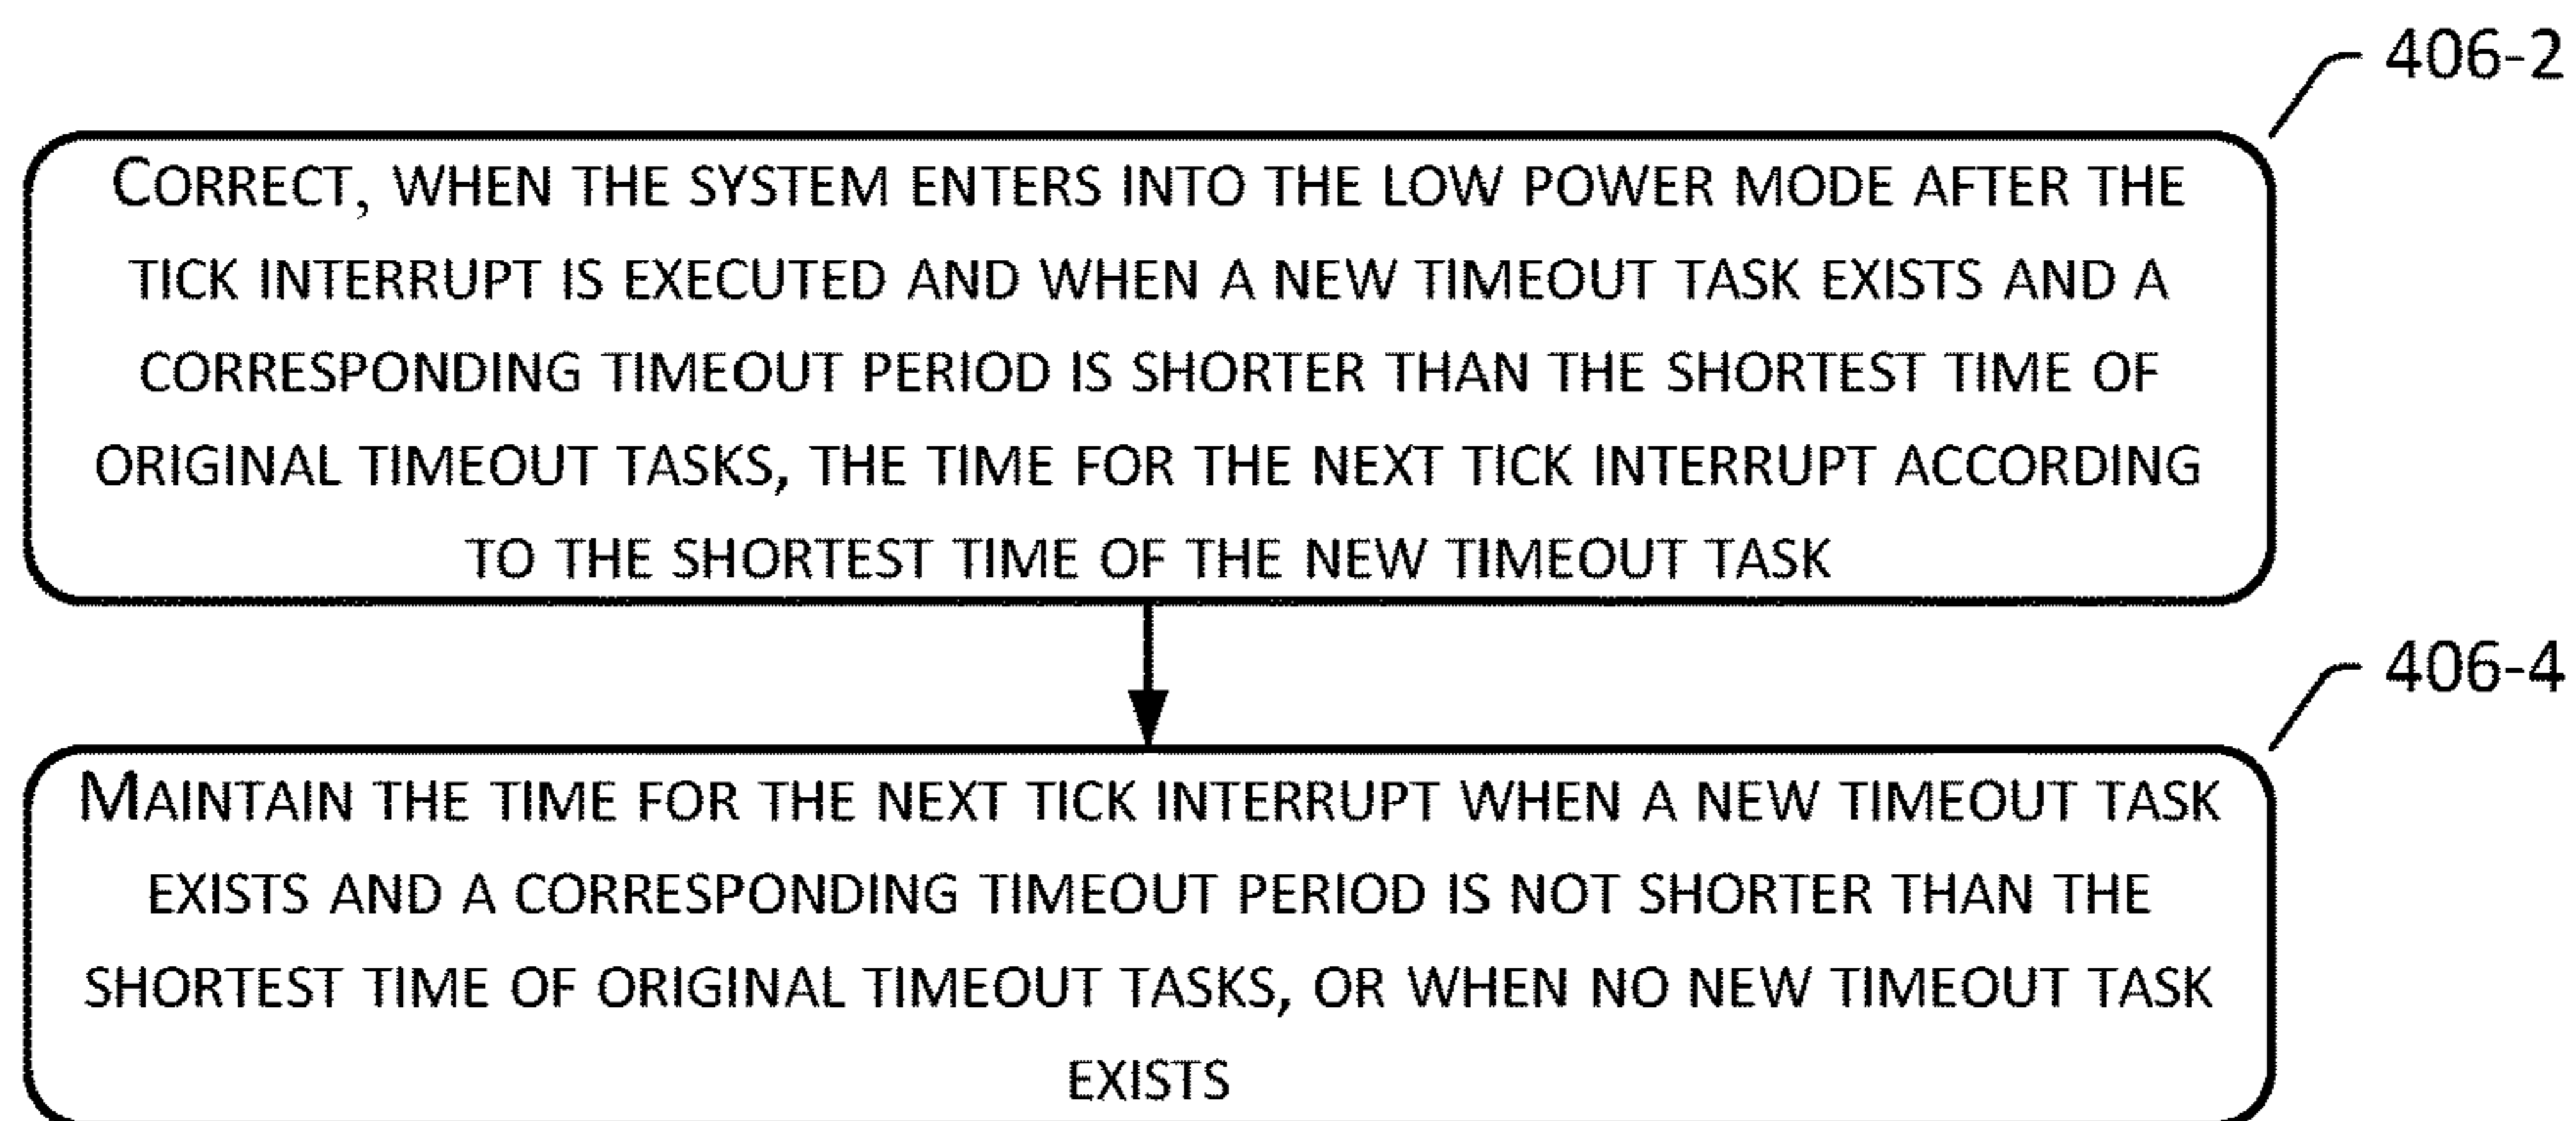 406-2
CORRECT, WHEN THE SYSTEM ENTERS INTO THE LOW POWER MODE AFTER THE
TICK INTERRUPT IS EXECUTED AND WHEN A NEW TIMEOUT TASK EXISTS AND A
CORRESPONDING TIMEOUT PERIOD IS SHORTER THAN THE SHORTEST TIME OF
ORIGINAL TIMEOUT TASKS, THE TIME FOR THE NEXT TICK INTERRUPT ACCORDING
TO THE SHORTEST TIME OF THE NEW TIMEOUT TASK
406-4
MAINTAIN THE TIME FOR THE NEXT TICK INTERRUPT WHEN A NEW TIMEOUT TASK
EXISTS AND A CORRESPONDING TIMEOUT PERIOD IS NOT SHORTER THAN THE
SHORTEST TIME OF ORIGINAL TIMEOUT TASKS, OR WHEN NO NEW TIMEOUT TASK
EXISTS